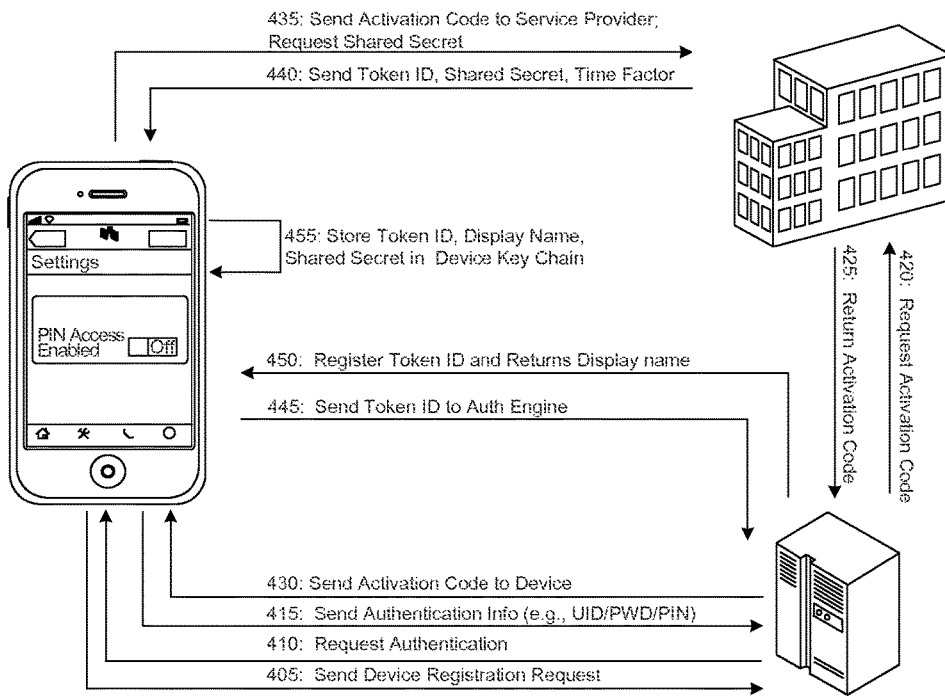 435: Send Activation Code to Service Provider;
Request Shared Secret
440: Send Token ID, Shared Secret, Time Factor
455: Store Token ID, Display Name,
Shared Secret in Device Key Chain
Settings
PIN Access
Enabled
Off
425: Return Activation Code
420: Request Activation Code
450: Register Token ID and Returns Display name
445: Send Token ID to Auth Engine
430: Send Activation Code to Device
415: Send Authentication Info (e.g., UID/PWD/PIN)
410: Request Authentication
405: Send Device Registration Request